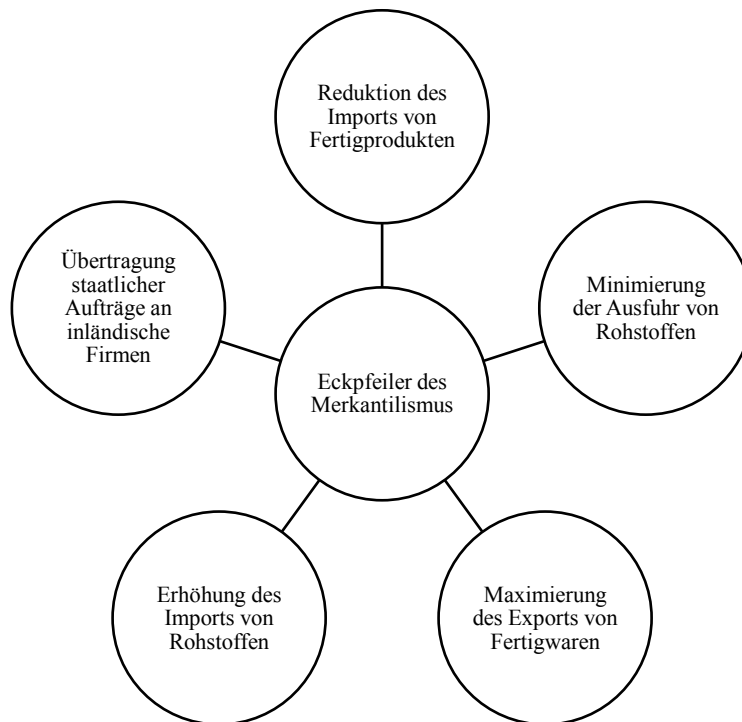 Reduktion des
Imports von
Fertigprodukten
Übertragung
staatlicher
Aufträge an
inländische
Firmen
Minimierung
der Ausfuhr von
Rohstoffen
Eckpfeiler des
Merkantilismus
Erhöhung des
Imports von
Rohstoffen
Maximierung
des Exports von
Fertigwaren